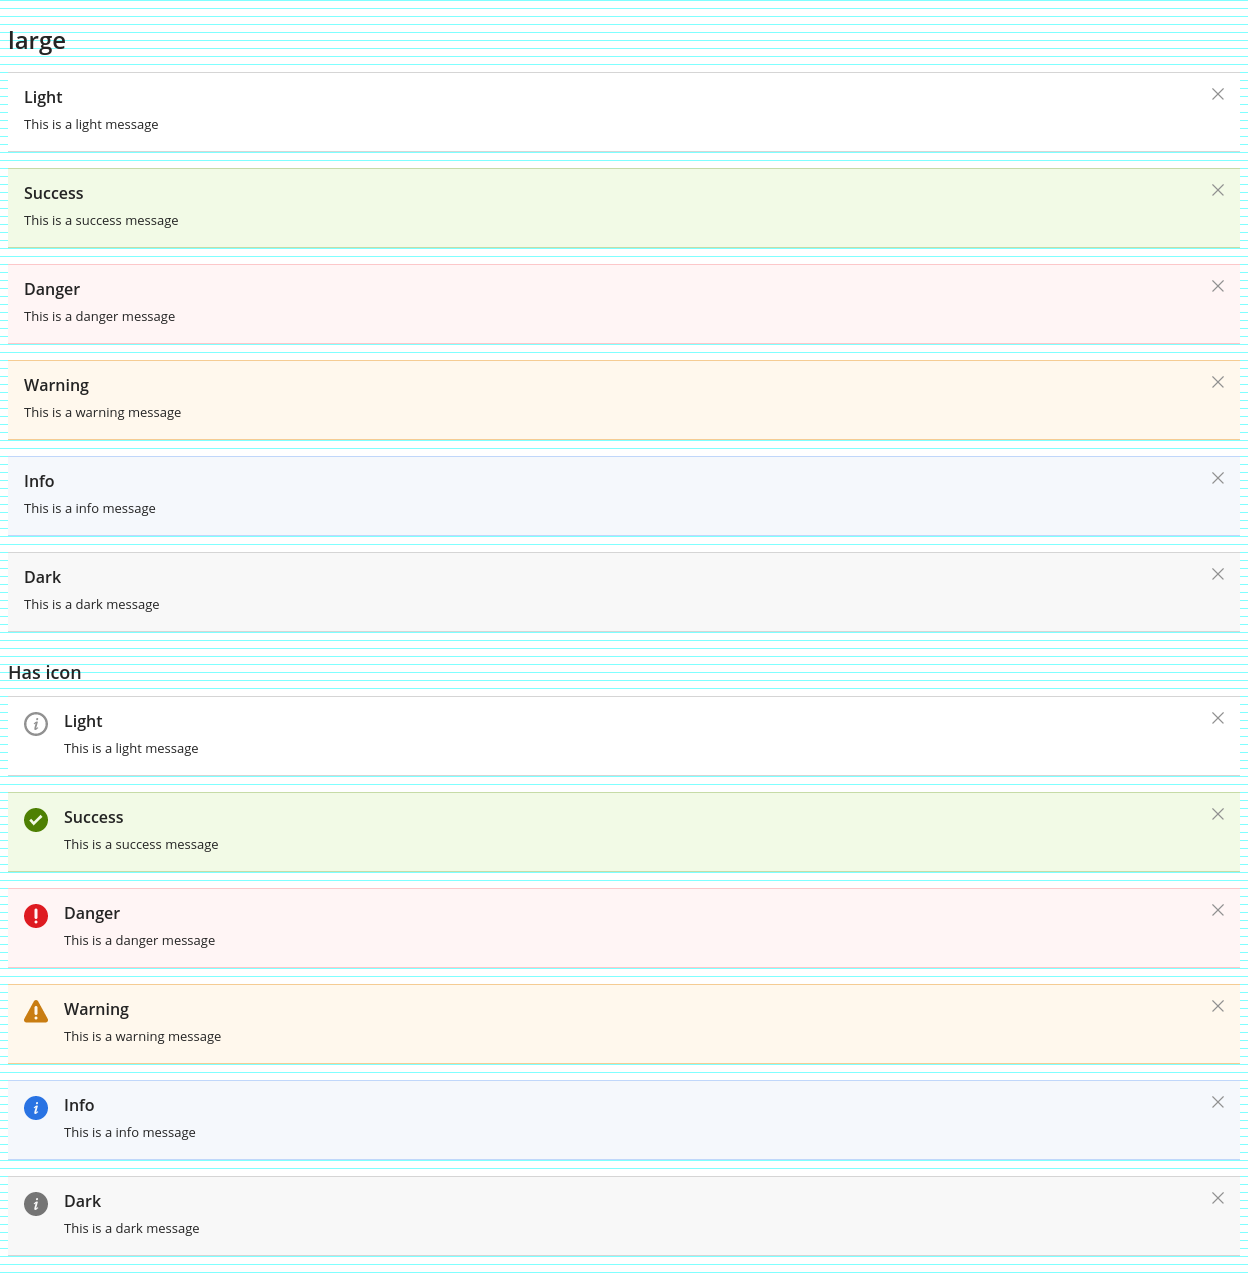 large
Light
This is a light message
Success
This is a success message
Danger
This is a danger message
Warning
This is a warning message
Info
This is a info message
Dark
This is a dark message
Has icon
Light
This is a light message
Success
This is a success message
Danger
This is a danger message
Warning
This is a warning message
Info
This is a info message
Dark
This is a dark message